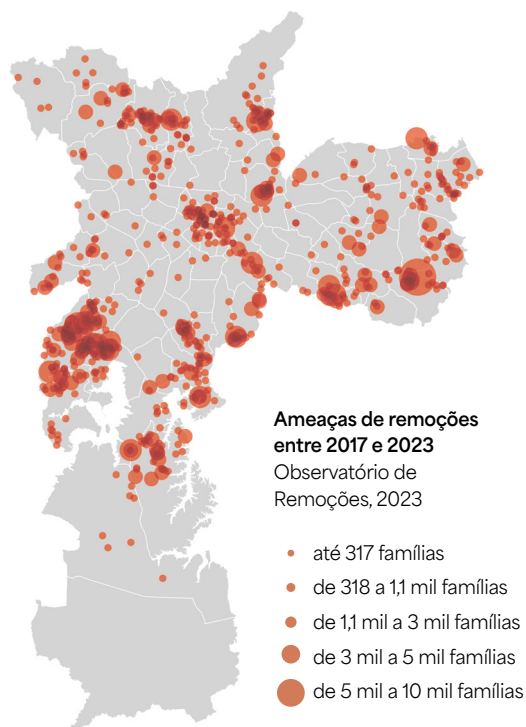 Ameaças de remoções
entre 2017 e 2023
Observatório de
Remoções, 2023
até 317 famílias
de 318 a 1,1 mil famílias
de 1,1 mil a 3 mil famílias
de 3 mil a 5 mil famílias
de 5 mil a 10 mil famílias